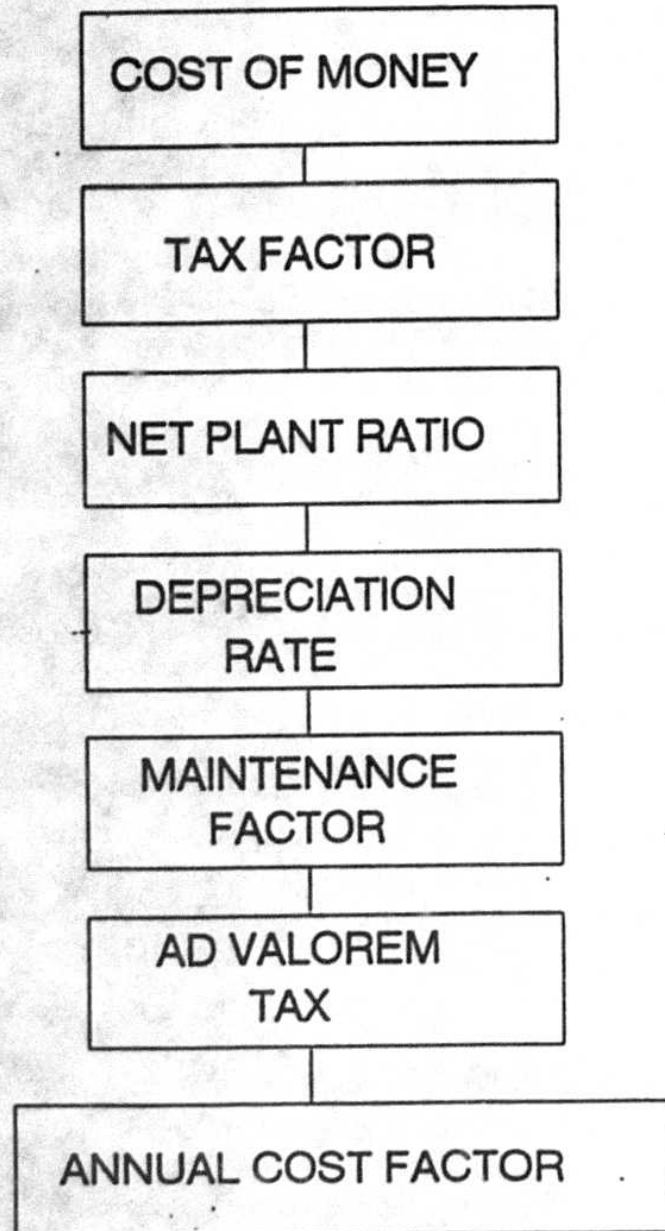 COST OF MONEY
TAX FACTOR
NET PLANT RATIO
DEPRECIATION
RATE
MAINTENANCE
FACTOR
AD VALOREM
TAX
ANNUAL COST FACTOR